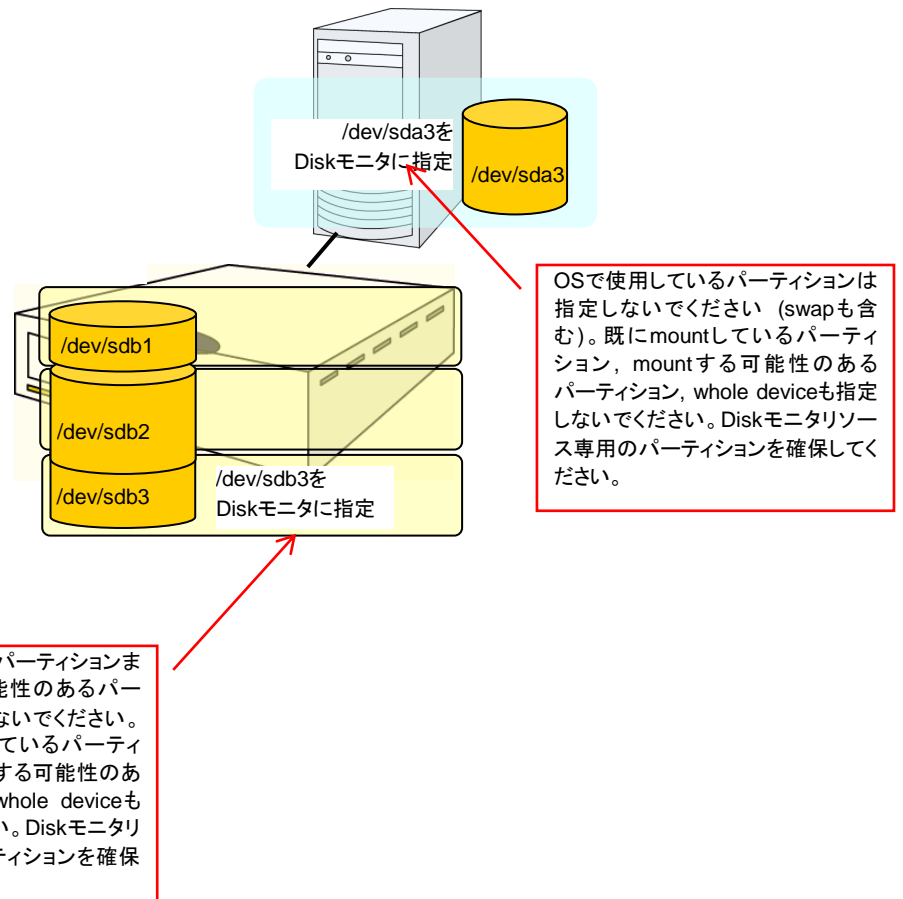 /dev/sda3を
Diskモニタに指定
/dev/sda3
OSで使用しているパーティションは
指定しないでください (swapも含
む)。既にmountしているパーティ
ション, mountする可能性のある
パーティション, whole deviceも指定
しないでください。Diskモニタリソー
ス専用のパーティションを確保してく
ださい。
/dev/sdb1
/dev/sdb2
/dev/sdb3
/dev/sdb3を
Diskモニタに指定
パーティションま
能性のあるパー
ないでください。
ているパーティ
する可能性のあ
whole deviceも
い。Diskモニタリ
ティションを確保